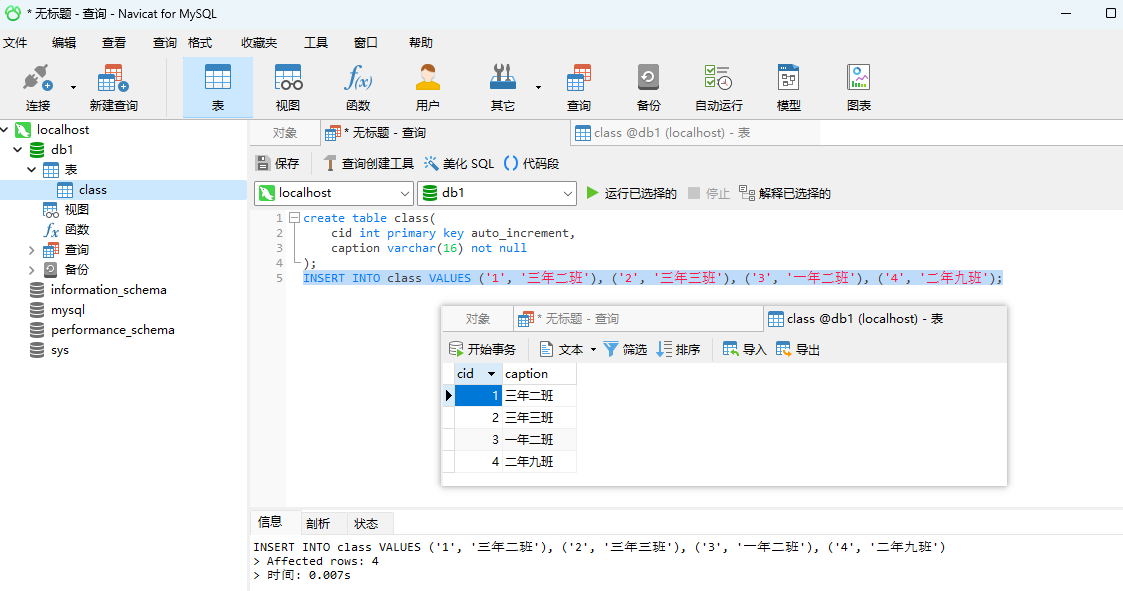 * 无标题 - 查询 - Navicat for MySQL
文件 编辑 查看 查询 格式 收藏夹 工具 窗口 帮助
连接 新建查询 表 视图 函数 用户 其它 查询 备份 自动运行 模型 图表
localhost
db1
表
class
视图
函数
查询
备份
information_schema
mysql
performance_schema
sys
对象 * 无标题 - 查询 class @db1 (localhost) - 表
保存 查询创建工具 美化 SQL 代码段
localhost db1 运行已选择的 停止 解释已选择的
1 create table class(
2 cid int primary key auto_increment,
3 caption varchar(16) not null
4 );
5 INSERT INTO class VALUES ('1', '三年二班'), ('2', '三年三班'), ('3', '一年二班'), ('4', '二年九班');
对象 * 无标题 - 查询 class @db1 (localhost) - 表
开始事务 文本 筛选 排序 导入 导出
cid caption
1 三年二班
2 三年三班
3 一年二班
4 二年九班
信息 剖析 状态
INSERT INTO class VALUES ('1', '三年二班'), ('2', '三年三班'), ('3', '一年二班'), ('4', '二年九班')
> Affected rows: 4
> 时间: 0.007s